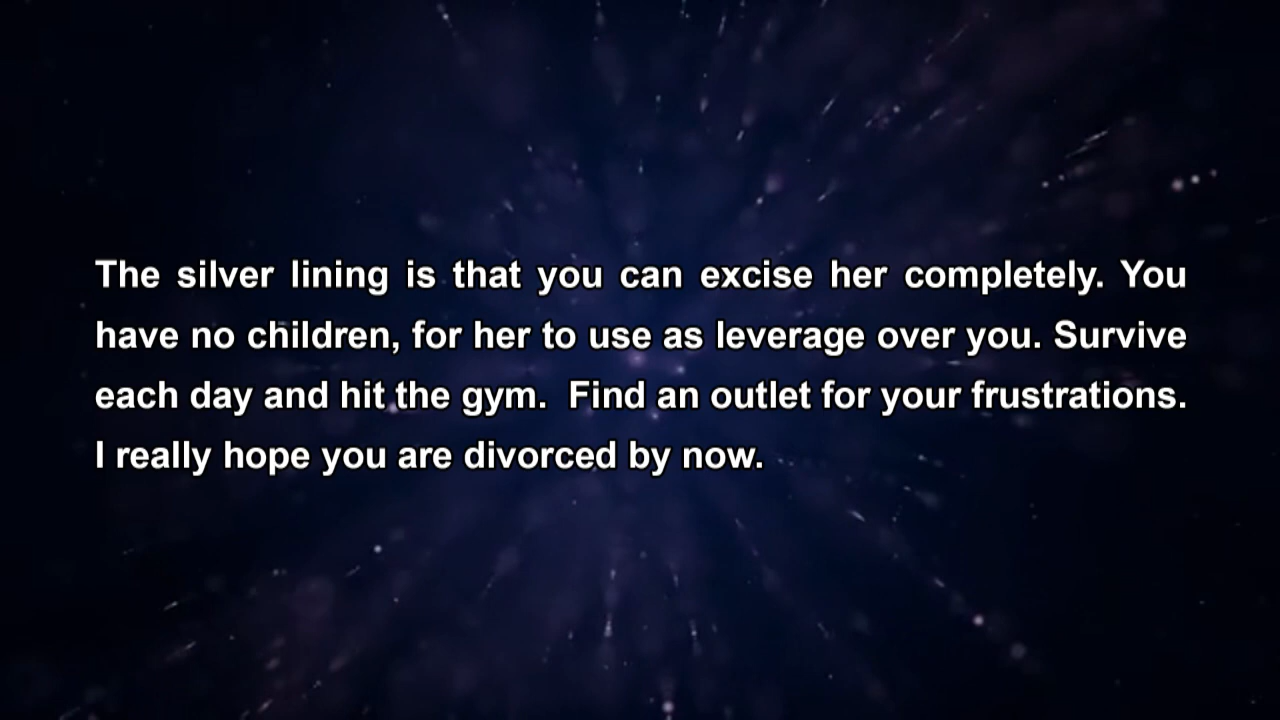 The silver lining is that you can excise her completely. You
have no children, for her to use as leverage over you. Survive
each day and hit the gym.  Find an outlet for your frustrations.
I really hope you are divorced by now.